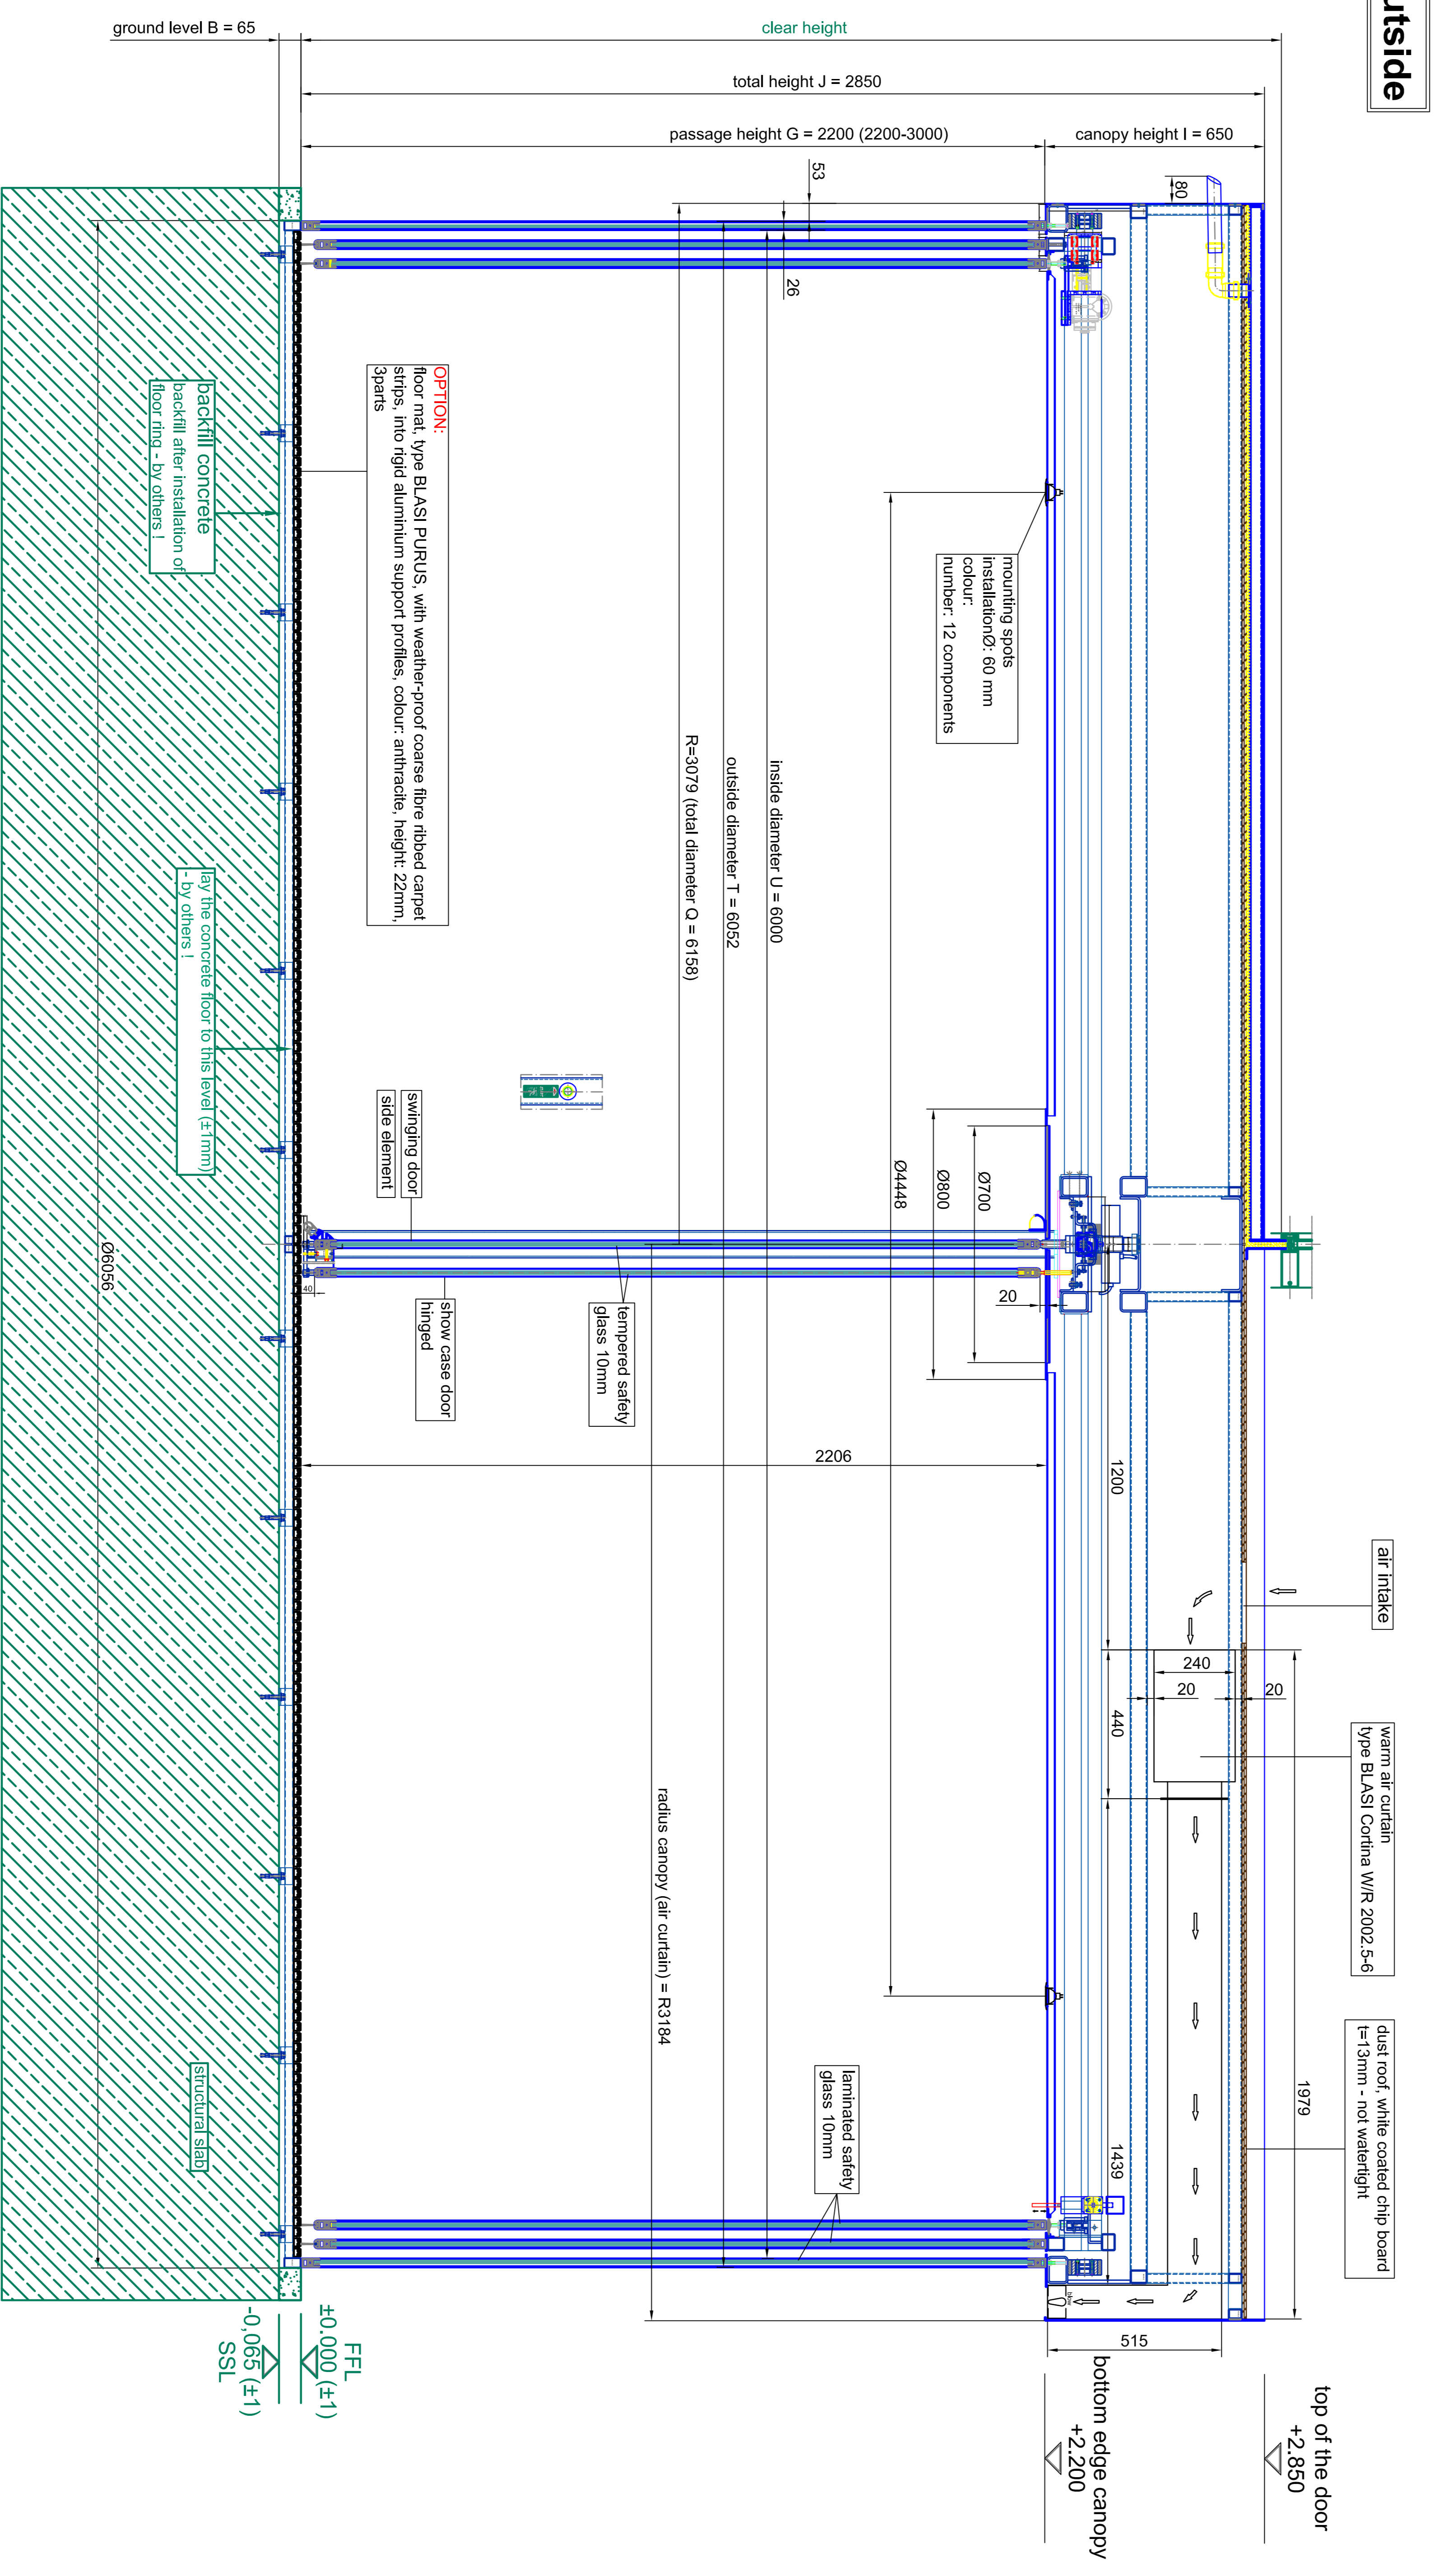 utside
ground level B = 65
clear height
total height J = 2850
passage height G = 2200 (2200-3000)
canopy height I = 650
53
80
26
OPTION:
floor mat, type BLASI PURUS, with weather-proof coarse fibre ribbed carpet
strips, into rigid aluminium support profiles, colour: anthracite, height: 22mm,
3parts
backfill concrete
backfill after installation of
floor ring - by others !
mounting spots
installationØ: 60 mm
colour:
number: 12 components
R=3079 (total diameter Q = 6158)
outside diameter T = 6052
inside diameter U = 6000
lay the concrete floor to this level (±1mm)
- by others !
swinging door
side element
Ø4448
Ø800
Ø700
Ø6056
40
show case door
hinged
tempered safety
glass 10mm
20
2206
1200
air intake
240
20
20
440
warm air curtain
type BLASI Cortina W/R 2002.5-6
radius canopy (air curtain) = R3184
dust roof, white coated chip board
t=13mm - not watertight
1979
1439
laminated safety
glass 10mm
structural slab
515
FFL
±0.000 (±1)
-0,065 (±1)
SSL
bottom edge canopy
+2.200
top of the door
+2.850